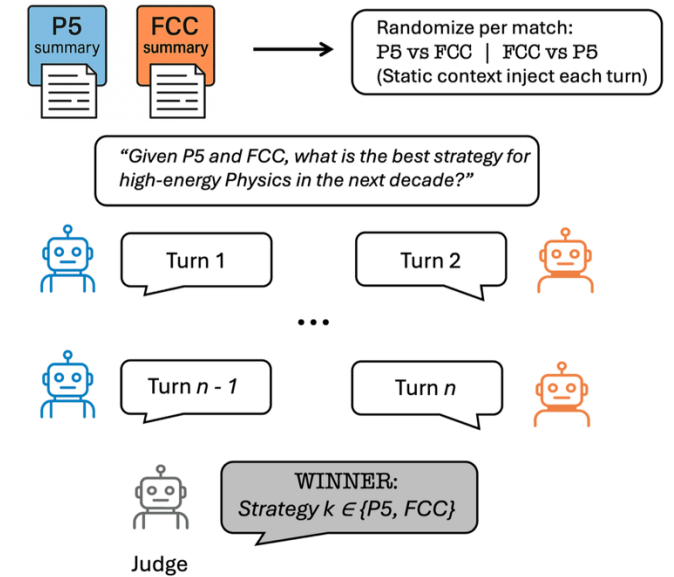 P5
summary
FCC
summary
Randomize per match:
P5 vs FCC | FCC vs P5
(Static context inject each turn)
“Given P5 and FCC, what is the best strategy for
high-energy Physics in the next decade?”
Turn 1
Turn 2
...
Turn n - 1
Turn n
WINNER:
Strategy k ∈ {P5, FCC}
Judge